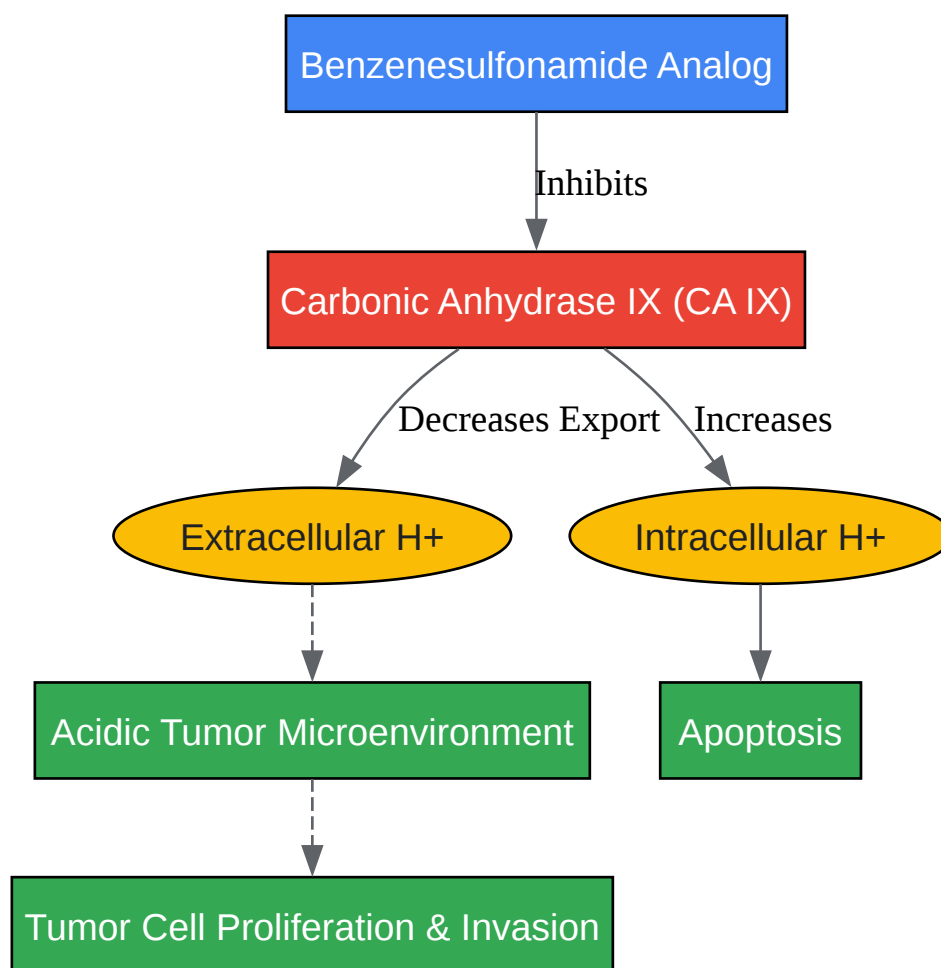 Benzenesulfonamide Analog
Inhibits
Carbonic Anhydrase IX (CA IX)
Decreases Export
Increases
Extracellular H+
Intracellular H+
Acidic Tumor Microenvironment
Apoptosis
Tumor Cell Proliferation & Invasion